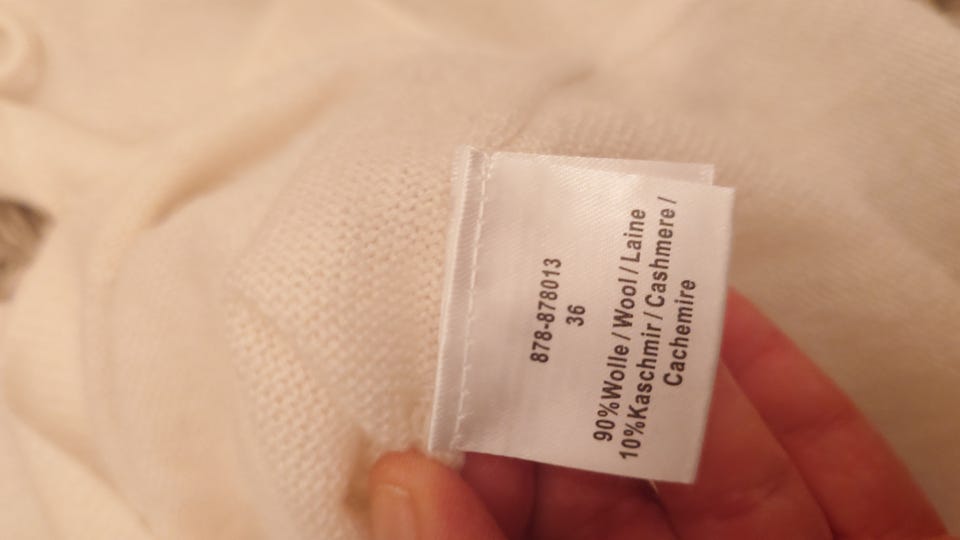 878-878013
36
90%Wolle/Wool/Laine
10%Kaschmir/Cashmere/
Cachemire